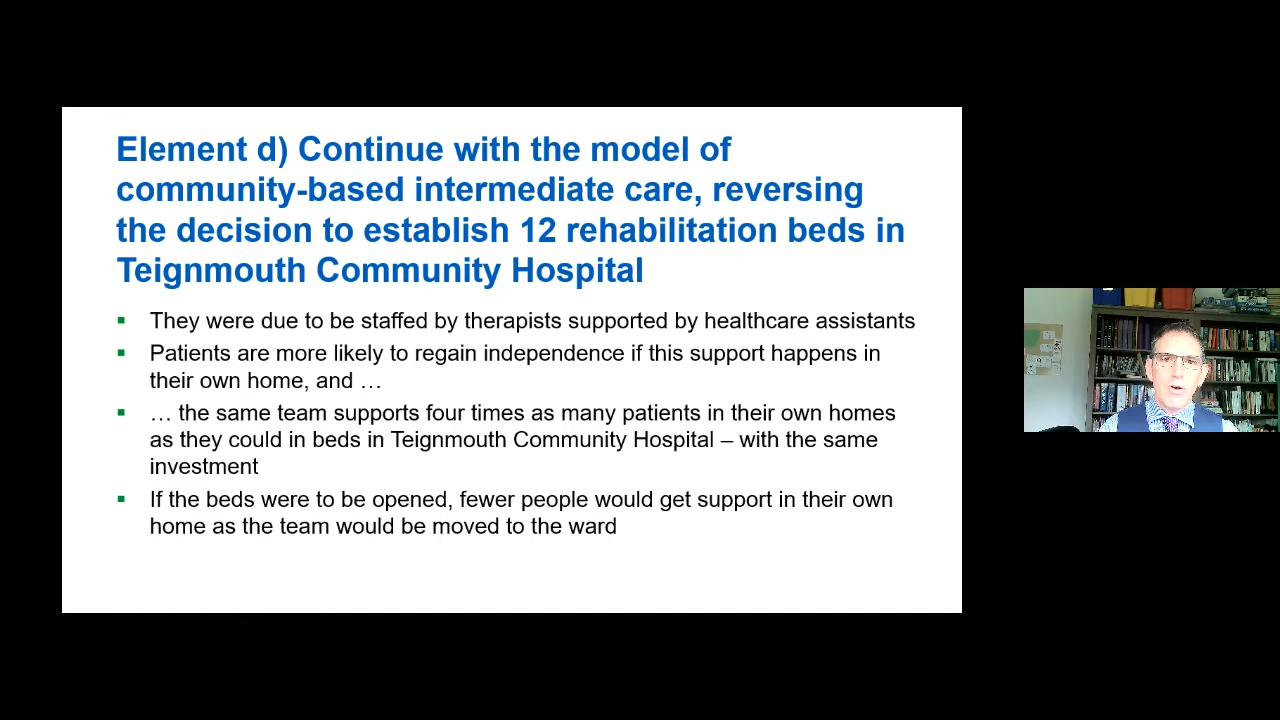 Element d) Continue with the model of
community-based intermediate care, reversing
the decision to establish 12 rehabilitation beds in
Teignmouth Community Hospital
▪ They were due to be staffed by therapists supported by healthcare assistants
▪ Patients are more likely to regain independence if this support happens in
their own home, and …
▪ … the same team supports four times as many patients in their own homes
as they could in beds in Teignmouth Community Hospital – with the same
investment
▪ If the beds were to be opened, fewer people would get support in their own
home as the team would be moved to the ward